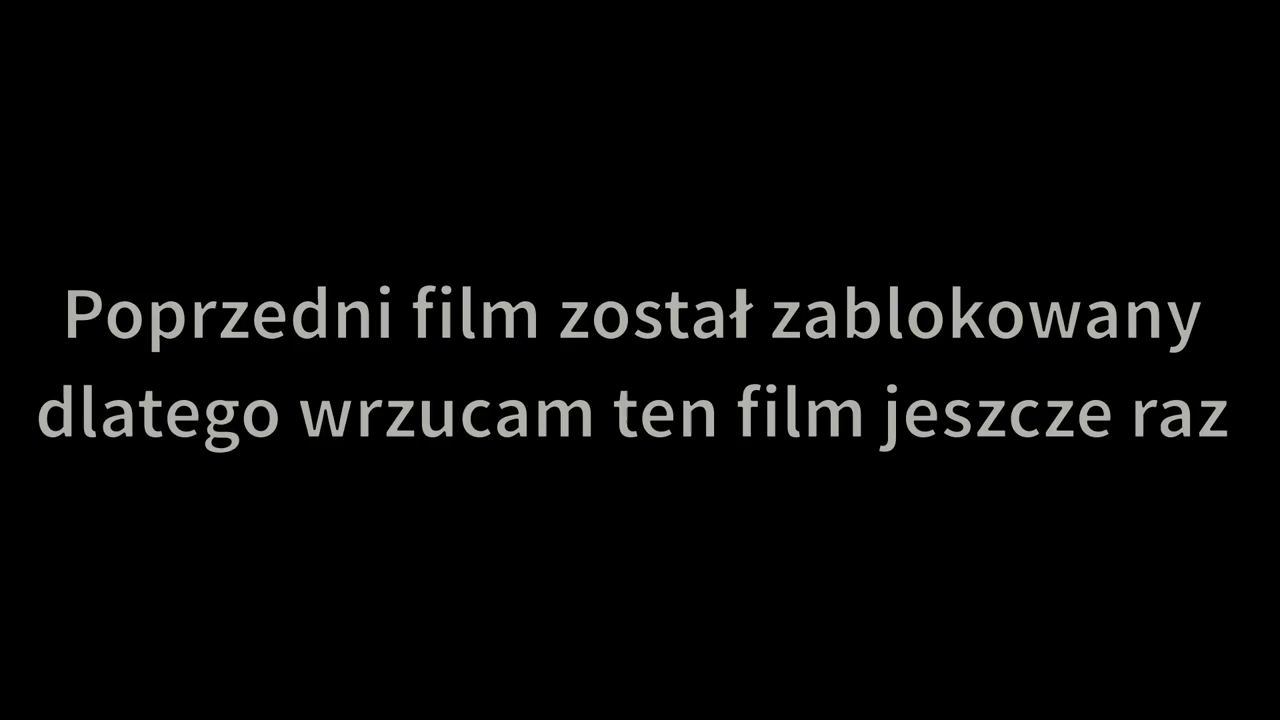 Poprzedni film został zablokowany
dlatego wrzucam ten film jeszcze raz